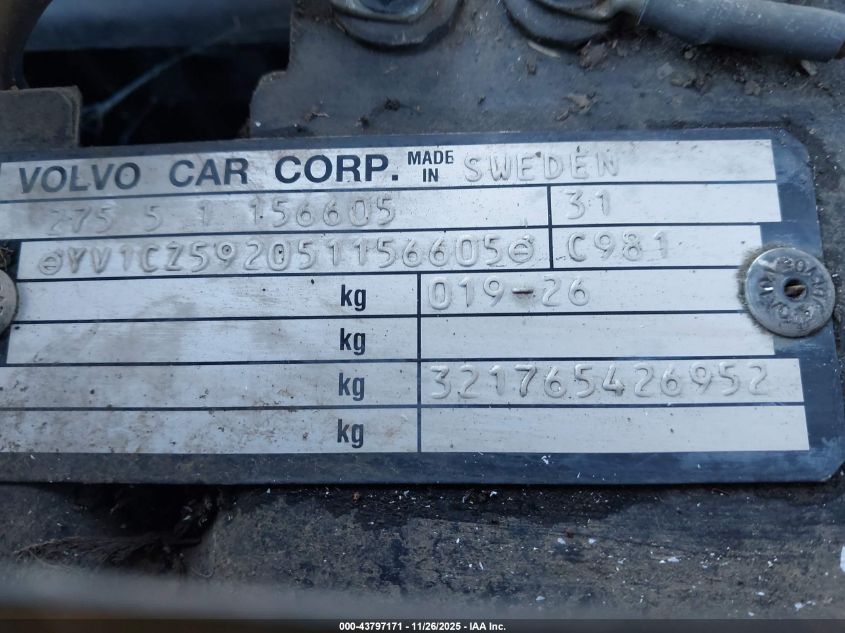 VOLVO CAR CORP. MADE IN SWEDEN
275 5 1 156605 31
YV1CZ592051156605 C981
kg 019-26
kg
kg 321765426952
kg
000-43797171 | 11/26/2025 - IAA Inc.